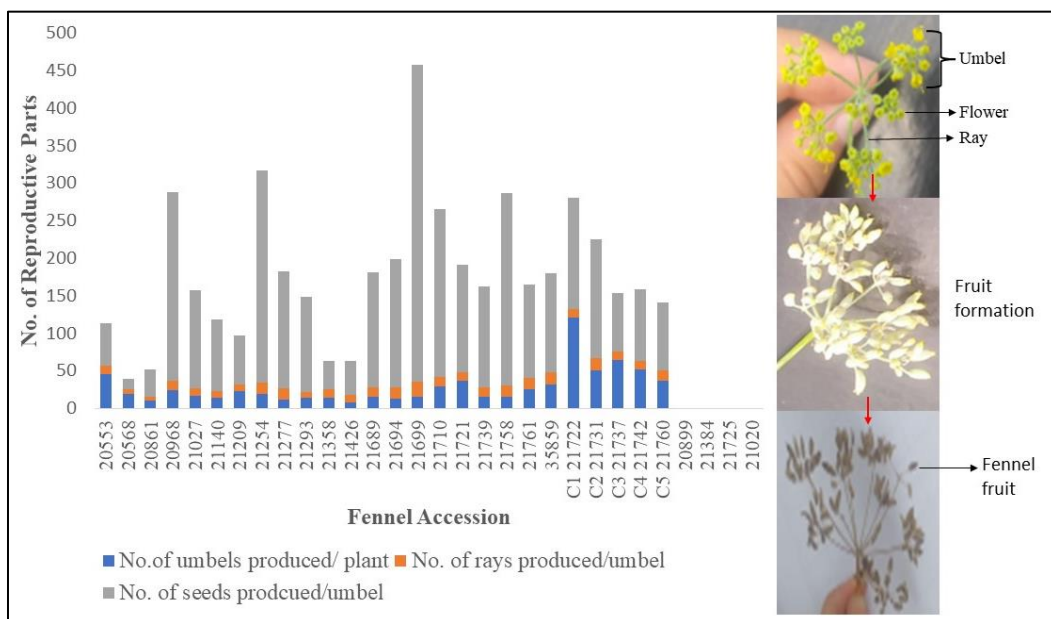 500
450
400
350
300
250
200
150
100
50
0
No. of Reproductive Parts
20553
20568
20861
20968
21027
21140
21209
21254
21277
21293
21358
21426
21689
21694
21699
21710
21721
21739
21758
21761
35859
C1 21722
C2 21731
C3 21737
C4 21742
C5 21760
20899
21384
21725
21020
Fennel Accession
No.of umbels produced/ plant
No. of rays produced/umbel
No. of seeds prodcued/umbel
Umbel
Flower
Ray
Fruit
formation
Fennel
fruit